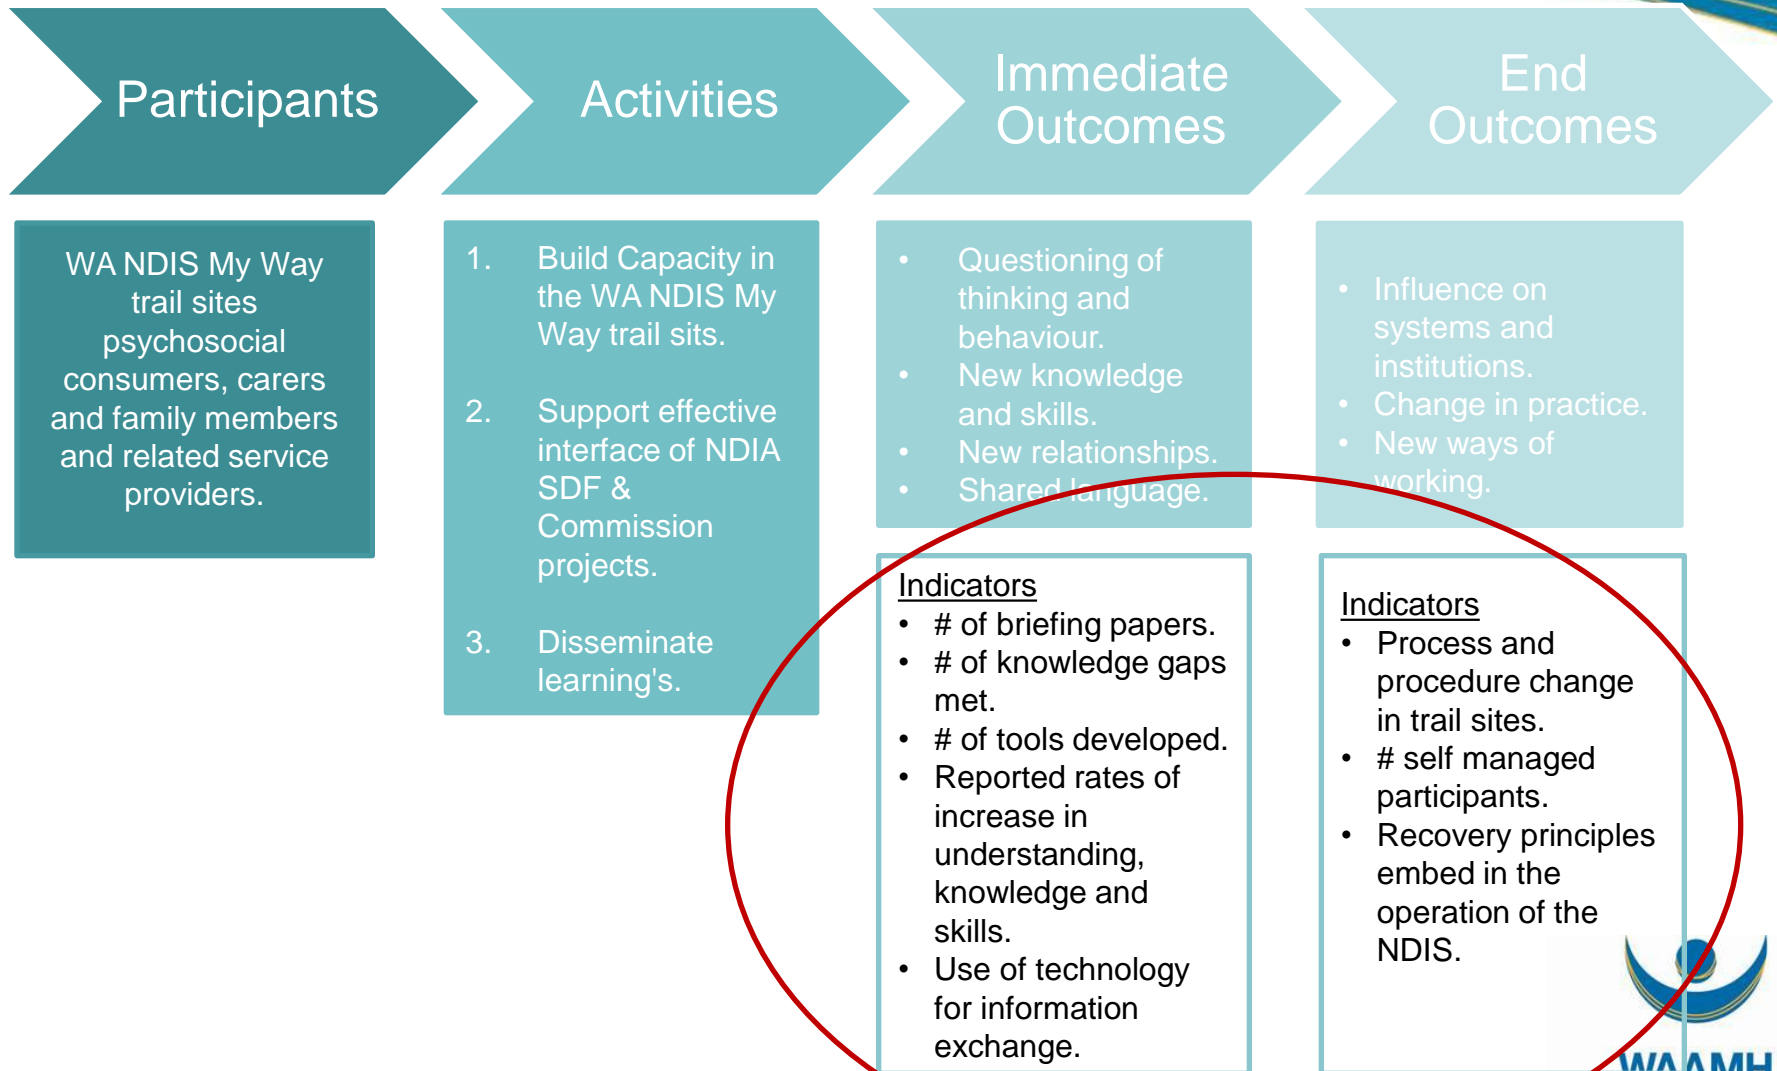 Participants
Activities
Immediate
Outcomes
End
Outcomes
WA NDIS My Way
trail sites
psychosocial
consumers, carers
and family members
and related service
providers.
1. Build Capacity in
the WA NDIS My
Way trail sits.
2. Support effective
interface of NDIA
SDF &
Commission
projects.
3. Disseminate
learning's.
• Questioning of
thinking and
behaviour.
• New knowledge
and skills.
• New relationships.
• Shared language.
Indicators
• # of briefing papers.
• # of knowledge gaps
met.
• # of tools developed.
• Reported rates of
increase in
understanding,
knowledge and
skills.
• Use of technology
for information
exchange.
• Influence on
systems and
institutions.
• Change in practice.
• New ways of
working.
Indicators
• Process and
procedure change
in trail sites.
• # self managed
participants.
• Recovery principles
embed in the
operation of the
NDIS.
WAAMH